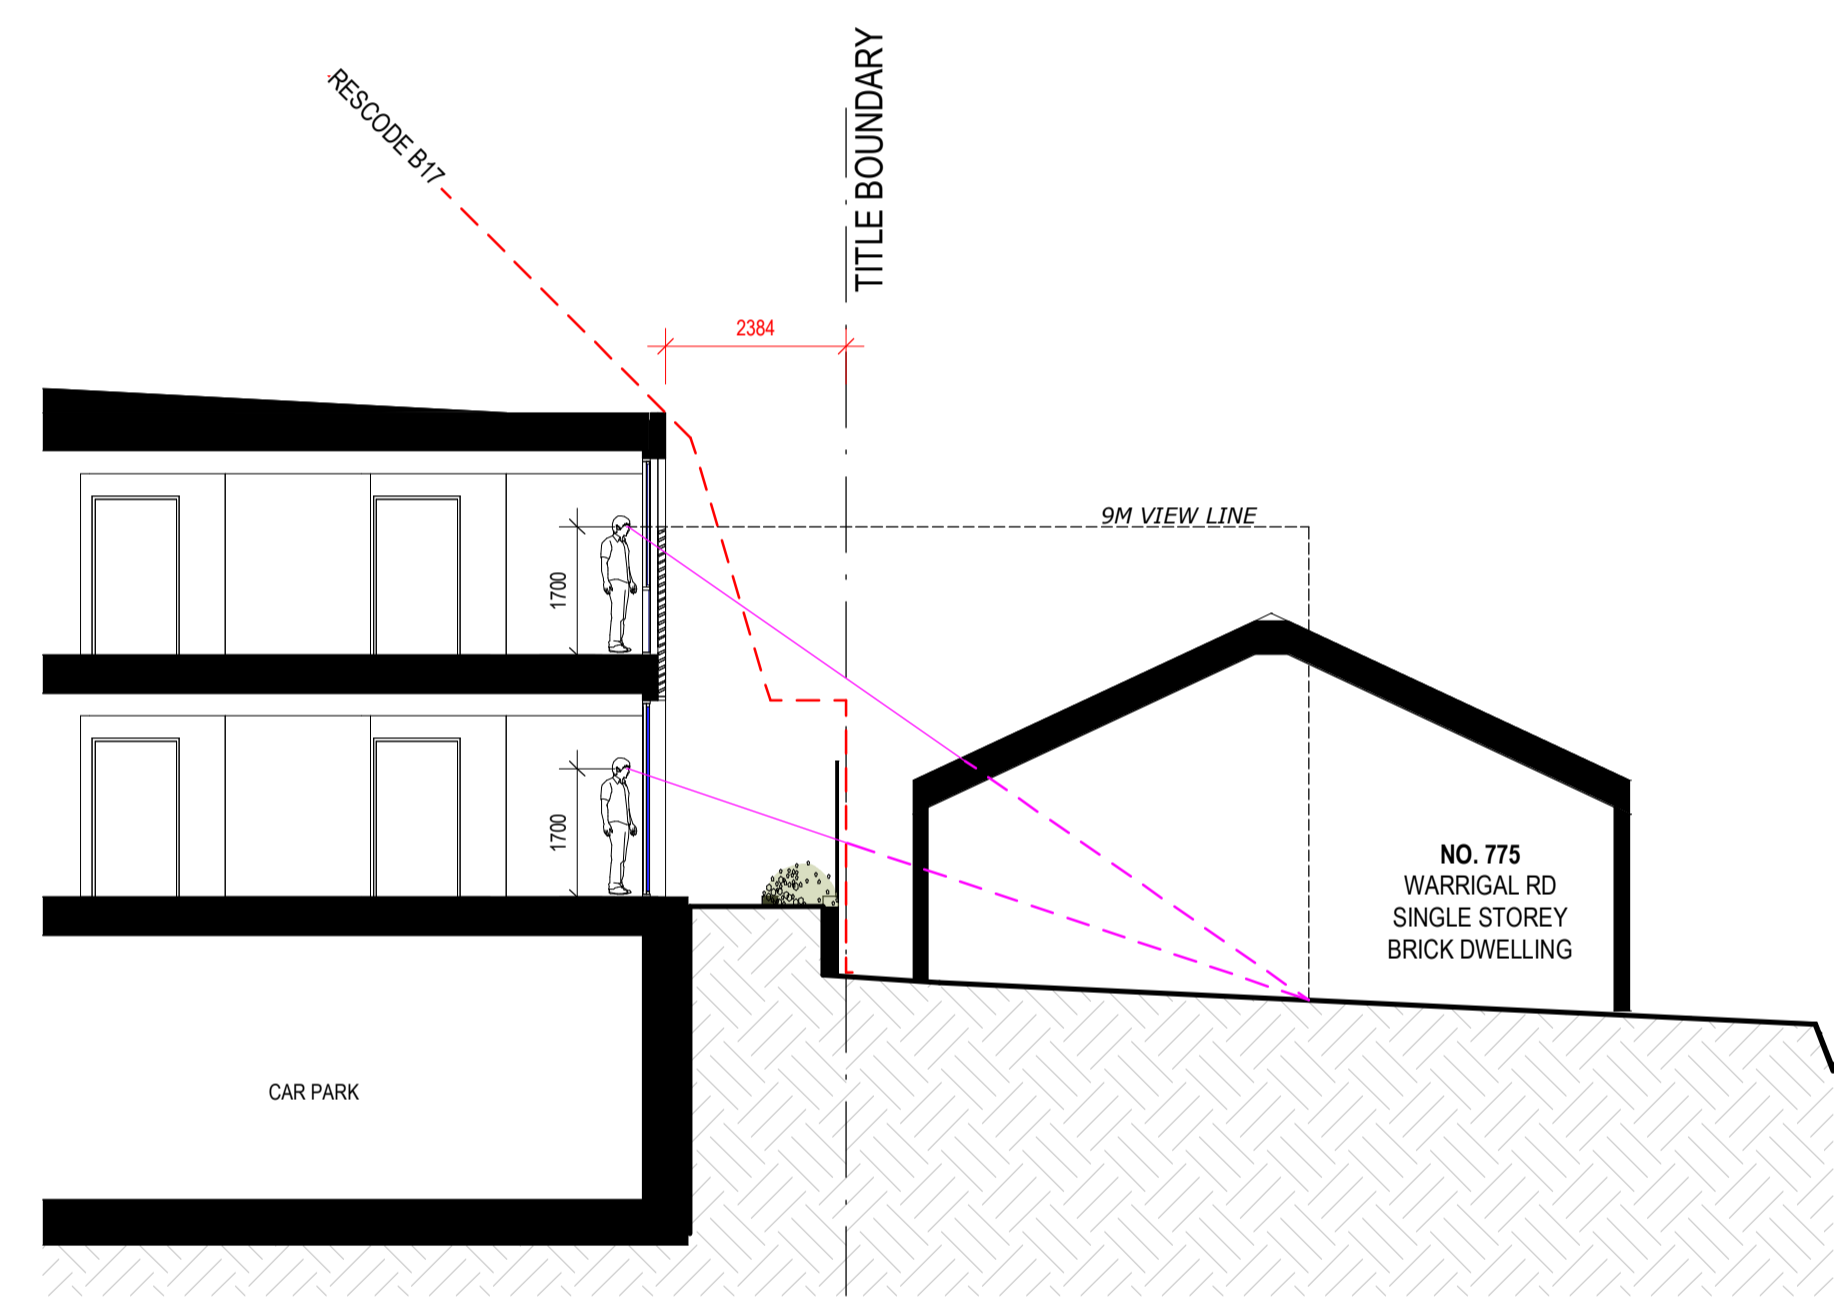 RESCODE B17
TITLE BOUNDARY
2384
9M VIEW LINE
1700
1700
NO. 775
WARRIGAL RD
SINGLE STOREY
BRICK DWELLING
CAR PARK